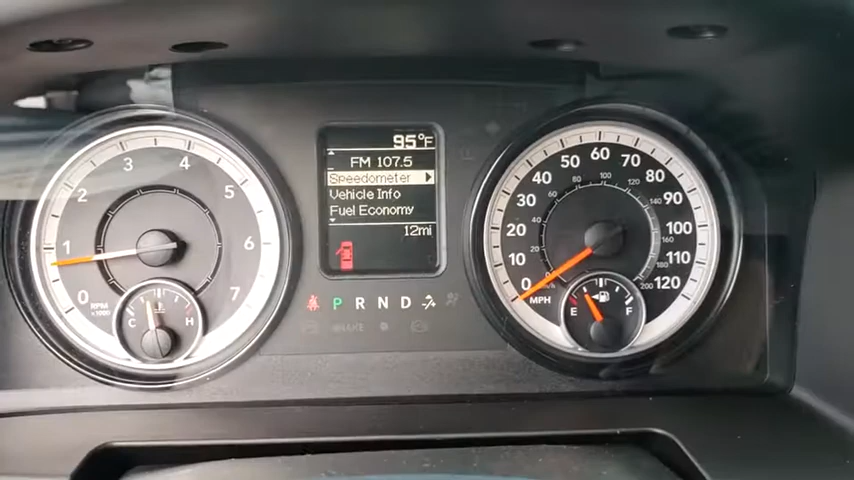 95°F
FM 107.5
Speedometer
Vehicle Info
Fuel Economy
12mi
0 1 2 3 4 5 6 7
RPM
x1000
C H
P R N D
0 10 20 30 40 50 60 70 80 90 100 110 120
20 40 60 80 100 120 140 160 180
km/h
MPH
E F
BRAKE